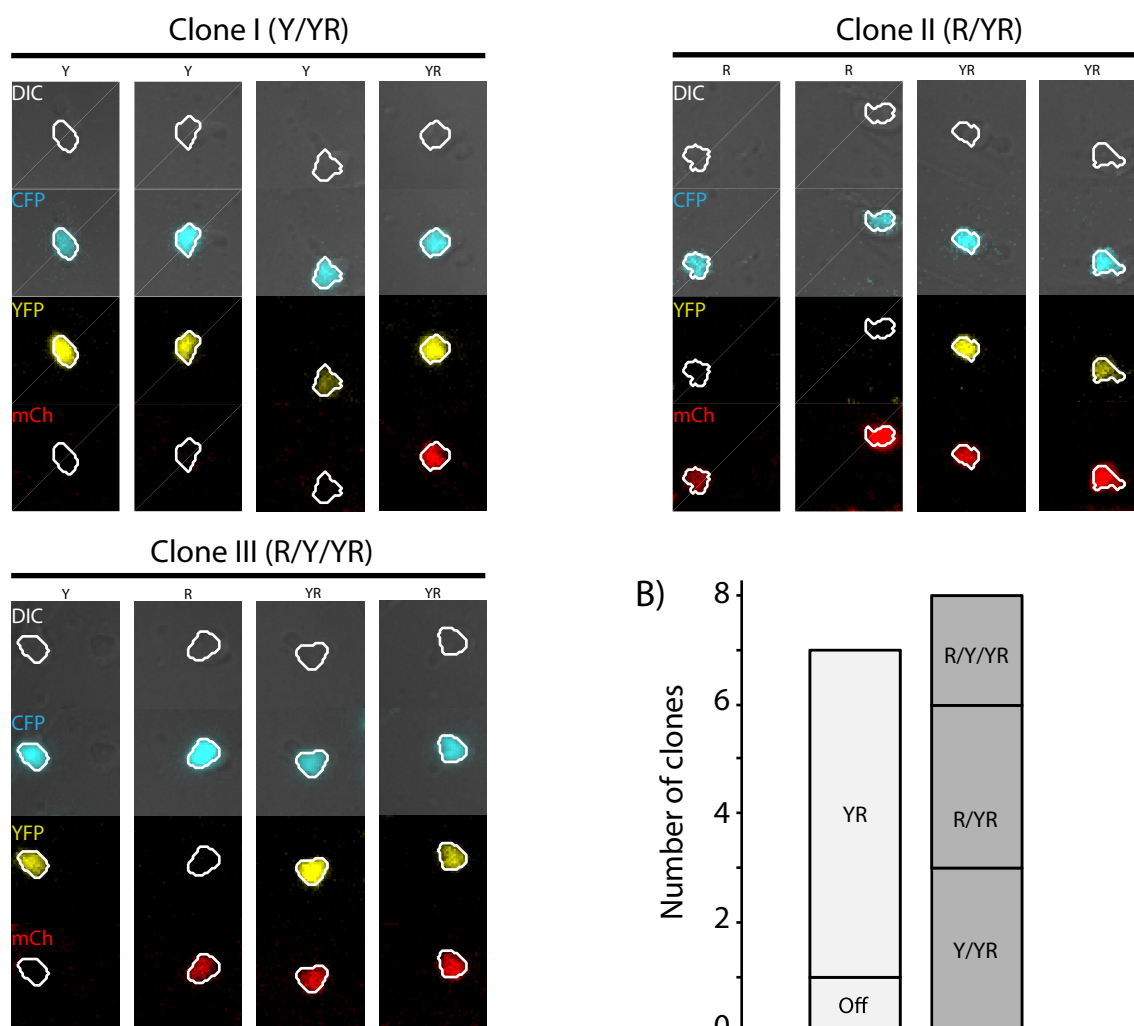 Clone I (Y/YR)
Y Y Y YR
DIC
CFP
YFP
mCh
Clone II (R/YR)
R R YR YR
DIC
CFP
YFP
mCh
Clone III (R/Y/YR)
Y R YR YR
DIC
CFP
YFP
mCh
B)
Number of clones
8
6
4
2
0
YR
Off
R/Y/YR
R/YR
Y/YR